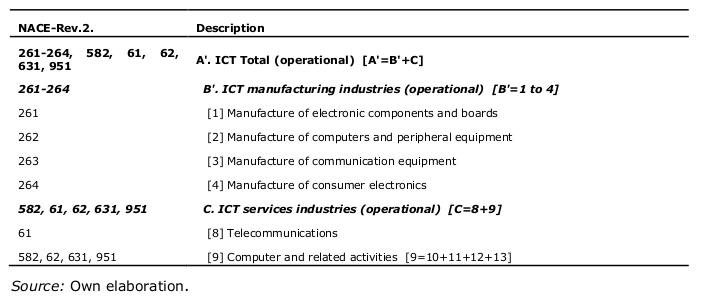 NACE-Rev.2. Description
261-264, 582, 61, 62,
631, 951 A'. ICT Total (operational) [A'=B'+C]
261-264 B'. ICT manufacturing industries (operational) [B'=1 to 4]
261 [1] Manufacture of electronic components and boards
262 [2] Manufacture of computers and peripheral equipment
263 [3] Manufacture of communication equipment
264 [4] Manufacture of consumer electronics
582, 61, 62, 631, 951 C. ICT services industries (operational) [C=8+9]
61 [8] Telecommunications
582, 62, 631, 951 [9] Computer and related activities [9=10+11+12+13]
Source: Own elaboration.